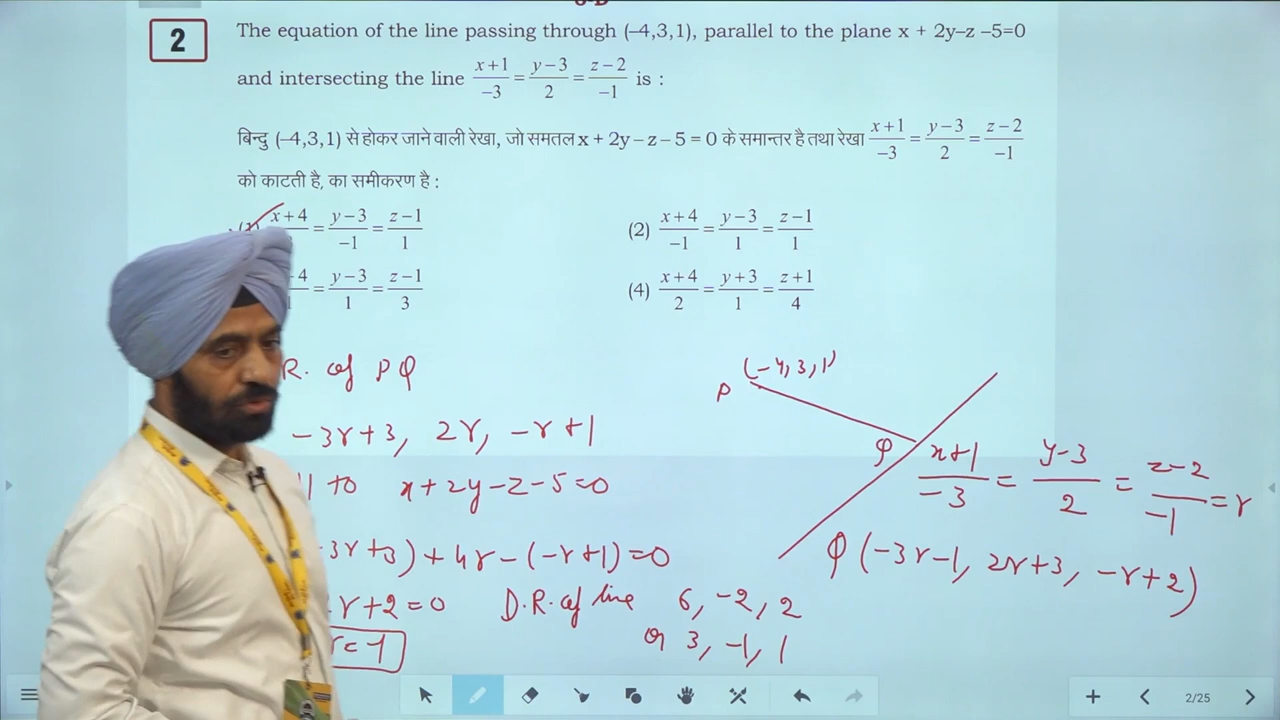 2
The equation of the line passing through (–4,3,1), parallel to the plane x + 2y–z –5=0
and intersecting the line x+1/-3 = y-3/2 = z-2/-1 is :
बिन्दु (–4,3,1) से होकर जाने वाली रेखा, जो समतल x + 2y – z – 5 = 0 के समान्तर है तथा रेखा x+1/-3 = y-3/2 = z-2/-1
को काटती है, का समीकरण है :
(1) x+4 = y-3/-1 = z-1/1
(2) x+4/-1 = y-3/1 = z-1/1
4 = y-3/1 = z-1/3
(4) x+4/2 = y+3/1 = z+1/4
R. of PQ
-3r+3, 2r, -r+1
to x+2y-z-5=0
3r+3)+4r-(-r+1)=0
r+2=0
r=-1
D.R. of line 6, -2, 2
or 3, -1, 1
P (-4,3,1)
Q x+1/-3 = y-3/2 = z-2/-1 = r
Q (-3r-1, 2r+3, -r+2)
2/25